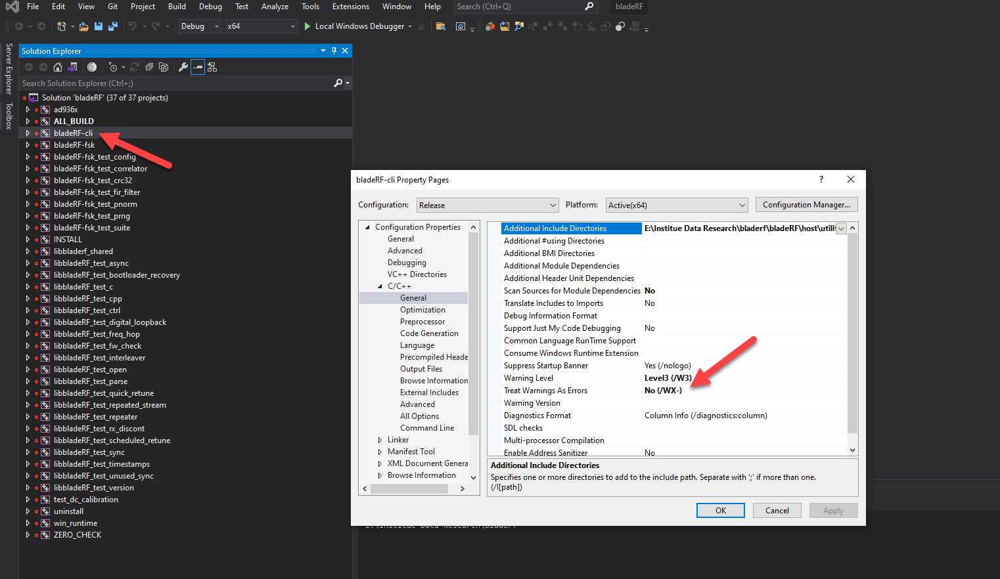 File Edit View Git Project Build Debug Test Analyze Tools Extensions Window Help Search (Ctrl+Q) bladeRF
Debug x64 Local Windows Debugger
Server Explorer
Toolbox
Solution Explorer
Search Solution Explorer (Ctrl+;)
Solution 'bladeRF' (37 of 37 projects)
ad936x
ALL_BUILD
bladeRF-cli
bladeRF-fsk
bladeRF-fsk_test_config
bladeRF-fsk_test_correlator
bladeRF-fsk_test_crc32
bladeRF-fsk_test_fir_filter
bladeRF-fsk_test_pnorm
bladeRF-fsk_test_prng
bladeRF-fsk_test_suite
INSTALL
libbladerf_shared
libbladeRF_test_async
libbladeRF_test_bootloader_recovery
libbladeRF_test_c
libbladeRF_test_cpp
libbladeRF_test_ctrl
libbladeRF_test_digital_loopback
libbladeRF_test_freq_hop
libbladeRF_test_fw_check
libbladeRF_test_interleaver
libbladeRF_test_open
libbladeRF_test_parse
libbladeRF_test_quick_retune
libbladeRF_test_repeated_stream
libbladeRF_test_repeater
libbladeRF_test_rx_discont
libbladeRF_test_scheduled_retune
libbladeRF_test_sync
libbladeRF_test_timestamps
libbladeRF_test_unused_sync
libbladeRF_test_version
test_dc_calibration
uninstall
win_runtime
ZERO_CHECK
bladeRF-cli Property Pages ?
Configuration: Release Platform: Active(x64) Configuration Manager...
Configuration Properties
General
Advanced
Debugging
VC++ Directories
C/C++
General
Optimization
Preprocessor
Code Generation
Language
Precompiled Heade
Output Files
Browse Information
External Includes
Advanced
All Options
Command Line
Linker
Manifest Tool
XML Document Genera
Browse Information
Additional Include Directories E:\Institue Data Research\bladerf\bladeRF\host\utili
Additional #using Directories
Additional BMI Directories
Additional Module Dependencies
Additional Header Unit Dependencies
Scan Sources for Module Dependencies No
Translate Includes to Imports No
Debug Information Format
Support Just My Code Debugging No
Common Language RunTime Support
Consume Windows Runtime Extension
Suppress Startup Banner Yes (/nologo)
Warning Level Level3 (/W3)
Treat Warnings As Errors No (/WX-)
Warning Version
Diagnostics Format Column Info (/diagnostics:column)
SDL checks
Multi-processor Compilation
Enable Address Sanitizer No
Additional Include Directories
Specifies one or more directories to add to the include path. Separate with ';' if more than one.
(/I[path])
OK Cancel Apply